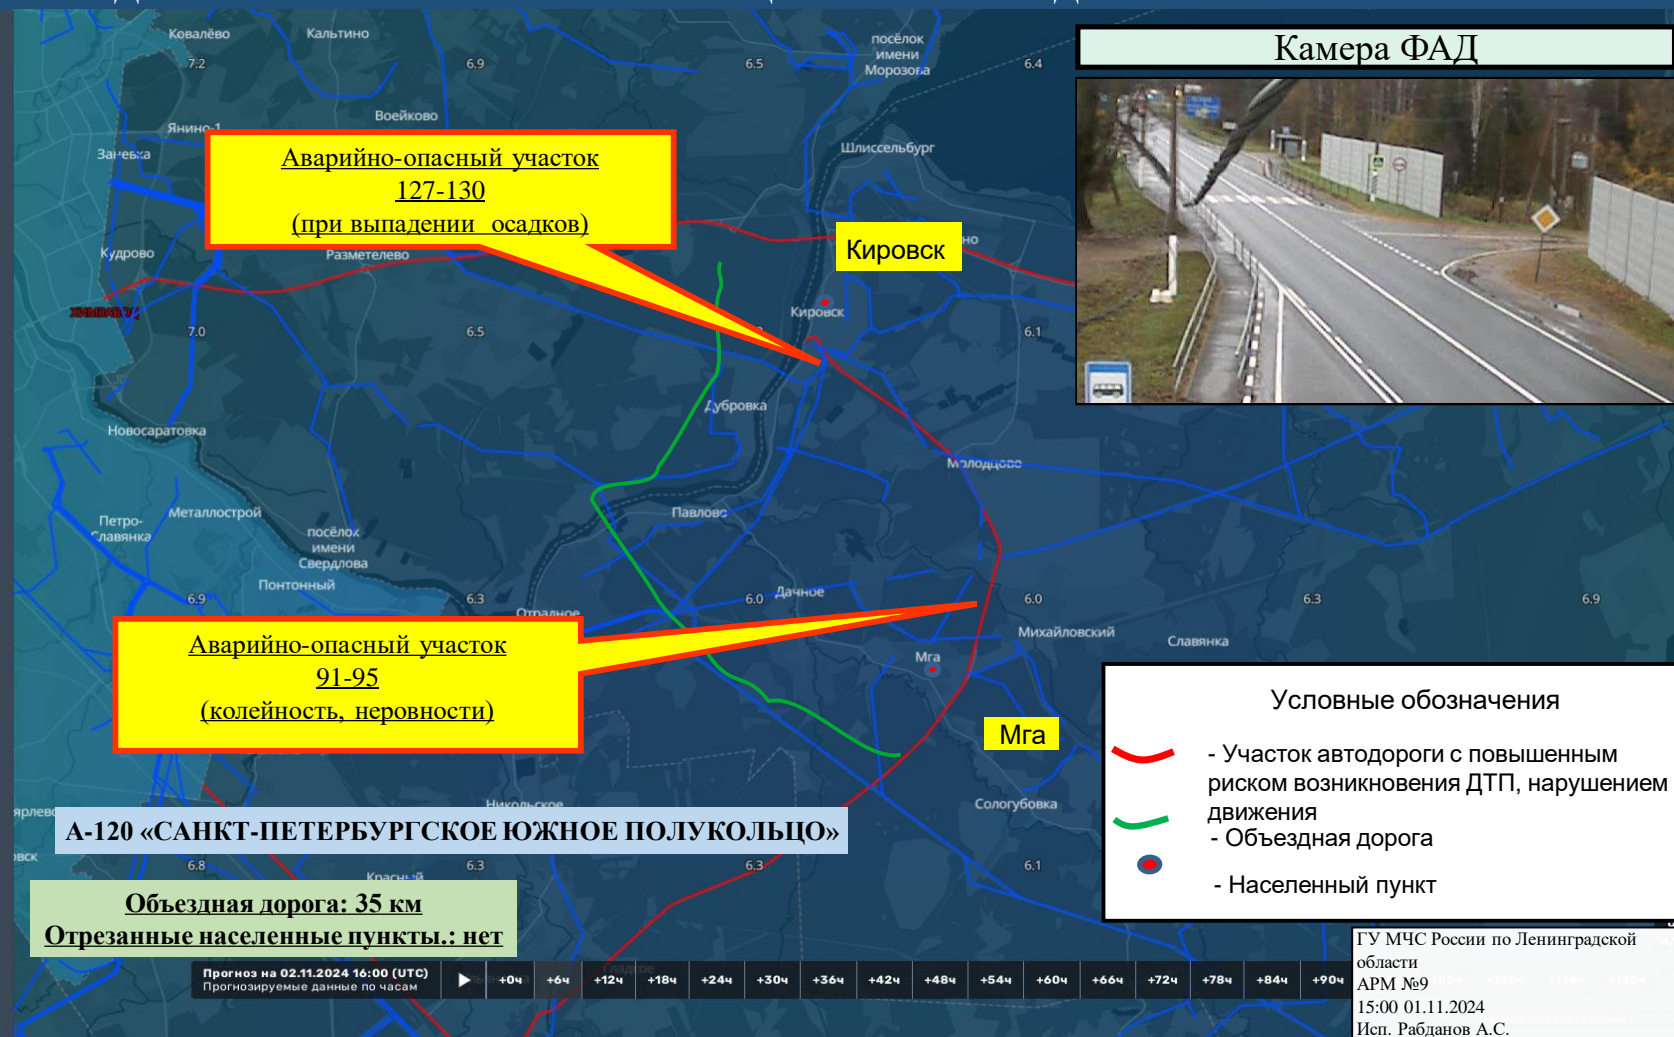 Камера ФАД
Ковалёво
Кальтино
посёлок
имени
Морозова
7.2
6.9
6.5
6.4
Воейково
Янино-1
Заневка
Шлиссельбург
Аварийно-опасный участок
127-130
(при выпадении осадков)
Кировск
Кудрово
Разметелево
Кировск
7.0
6.5
6.1
Дубровка
Новосаратовка
Молодцово
Металлострой
Павлово
Петро-
Славянка
посёлок
имени
Свердлова
Понтонный
Дачное
6.9
6.3
6.0
6.0
6.3
6.9
Отрадное
Михайловский
Славянка
Мга
Аварийно-опасный участок
91-95
(колейность, неровности)
Мга
Условные обозначения
- Участок автодороги с повышенным
риском возникновения ДТП, нарушением
движения
- Объездная дорога
- Населенный пункт
Никольское
Сологубовка
А-120 «САНКТ-ПЕТЕРБУРГСКОЕ ЮЖНОЕ ПОЛУКОЛЬЦО»
6.8
6.3
6.3
6.1
Красный
Объездная дорога: 35 км
Отрезанные населенные пункты.: нет
Прогноз на 02.11.2024 16:00 (UTC)
Прогнозируемые данные по часам
+0ч +6ч +12ч +18ч +24ч +30ч +36ч +42ч +48ч +54ч +60ч +66ч +72ч +78ч +84ч +90ч
ГУ МЧС России по Ленинградской
области
АРМ №9
15:00 01.11.2024
Исп. Рабданов А.С.